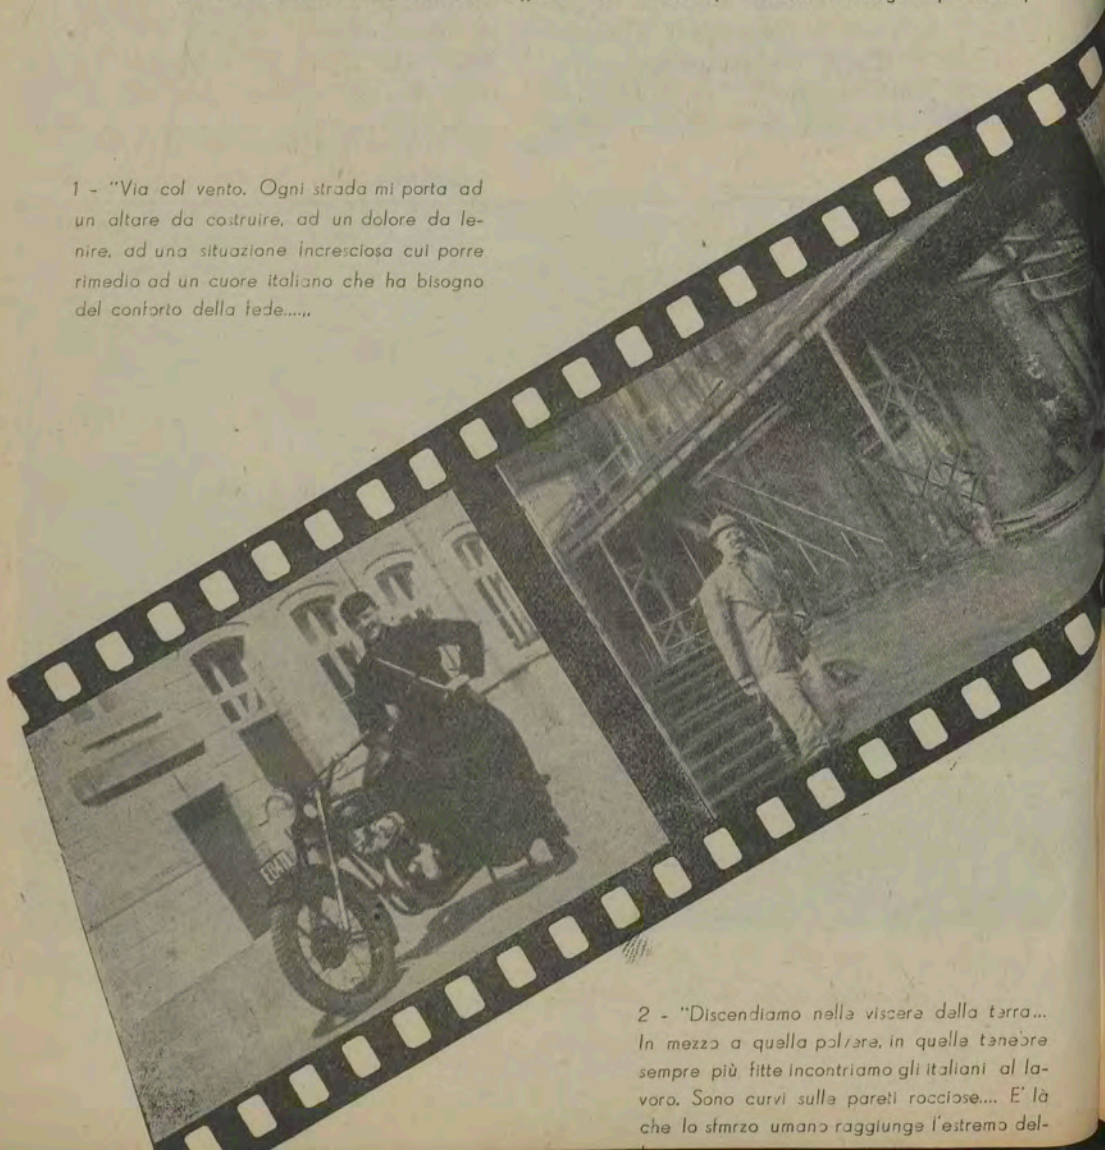 1 - "Via col vento. Ogni strada mi porta ad
un altare da costruire, ad un dolore da le-
nire, ad una situazione incresciosa cui porre
rimedio ad un cuore italiano che ha bisogno
del conforto della fede....,,
2 - "Discendiamo nelle viscere della terra...
In mezzo a quella polvere, in quelle tenebre
sempre più fitte incontriamo gli italiani al la-
voro. Sono curvi sulle pareti rocciose.... E' là
che lo sfmrzo umano raggiunge l'estremo del-